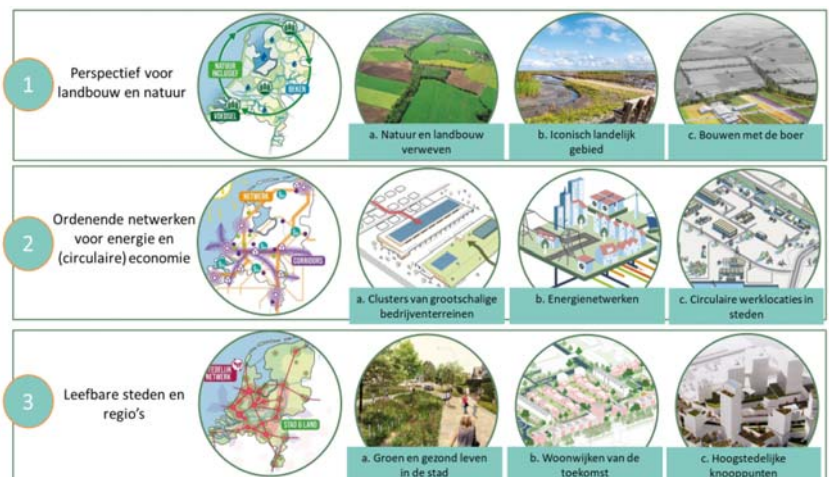 1
Perspectief voor
landbouw en natuur
NATUUR
INCLUSIEF
BEKEN
VOEDSEL
a. Natuur en landbouw
verweven
b. Iconisch landelijk
gebied
c. Bouwen met de boer
2
Ordenende netwerken
voor energie en
(circulaire) economie
NETWERK
CORRIDORS
a. Clusters van grootschalige
bedrijventerreinen
b. Energienetwerken
c. Circulaire werklocaties in
steden
3
Leefbare steden en
regio's
NETWERK
STAD & LAND
a. Groen en gezond leven
in de stad
b. Woonwijken van de
toekomst
c. Hoogstedelijke
knooppunten